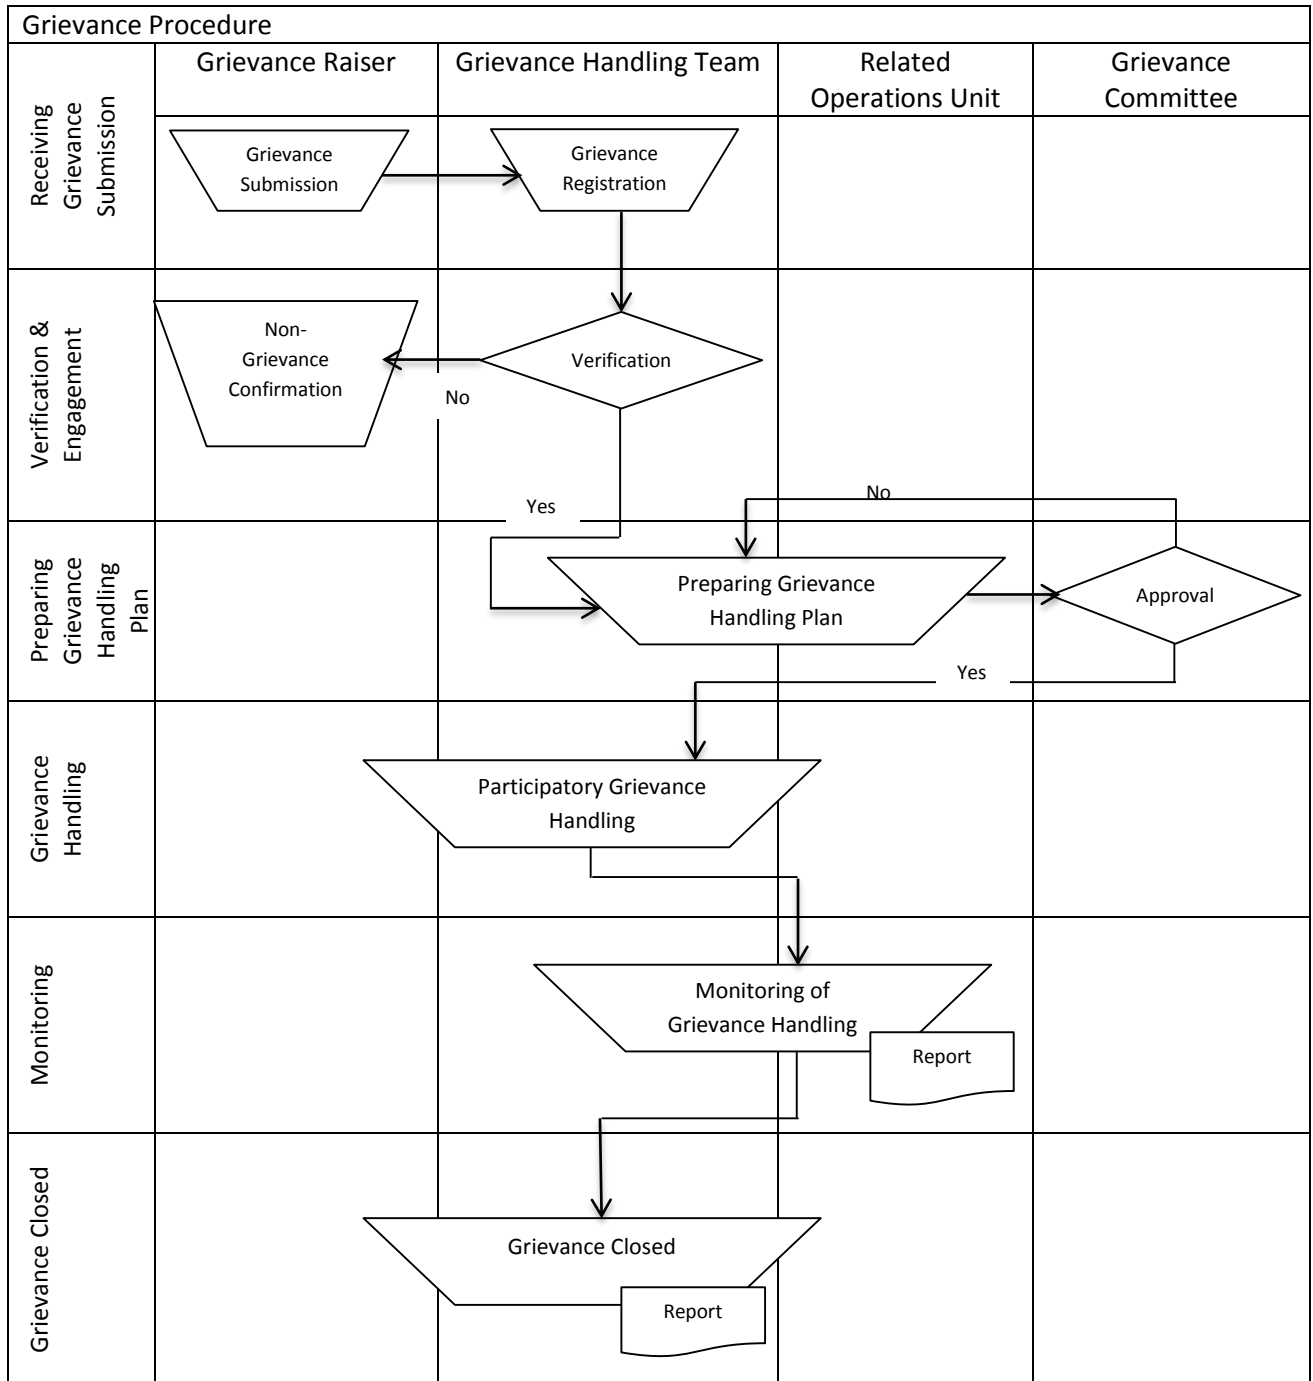 Grievance Procedure
Grievance Raiser
Grievance Handling Team
Related
Operations Unit
Grievance
Committee
Receiving
Grievance
Submission
Grievance
Submission
Grievance
Registration
Verification &
Engagement
Non-
Grievance
Confirmation
Verification
No
Yes
No
Preparing
Grievance
Handling
Plan
Preparing Grievance
Handling Plan
Approval
Yes
Grievance
Handling
Participatory Grievance
Handling
Monitoring
Monitoring of
Grievance Handling
Report
Grievance Closed
Grievance Closed
Report